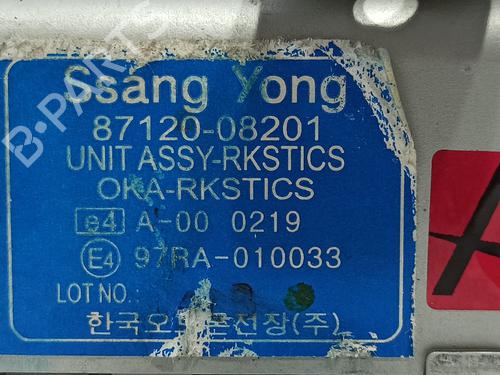 Ssang Yong
87120-08201
UNIT ASSY-RKSTICS
OKA-RKSTICS
e4 A-00 0219
E4 97RA-010033
LOT NO.:
B-PARTS